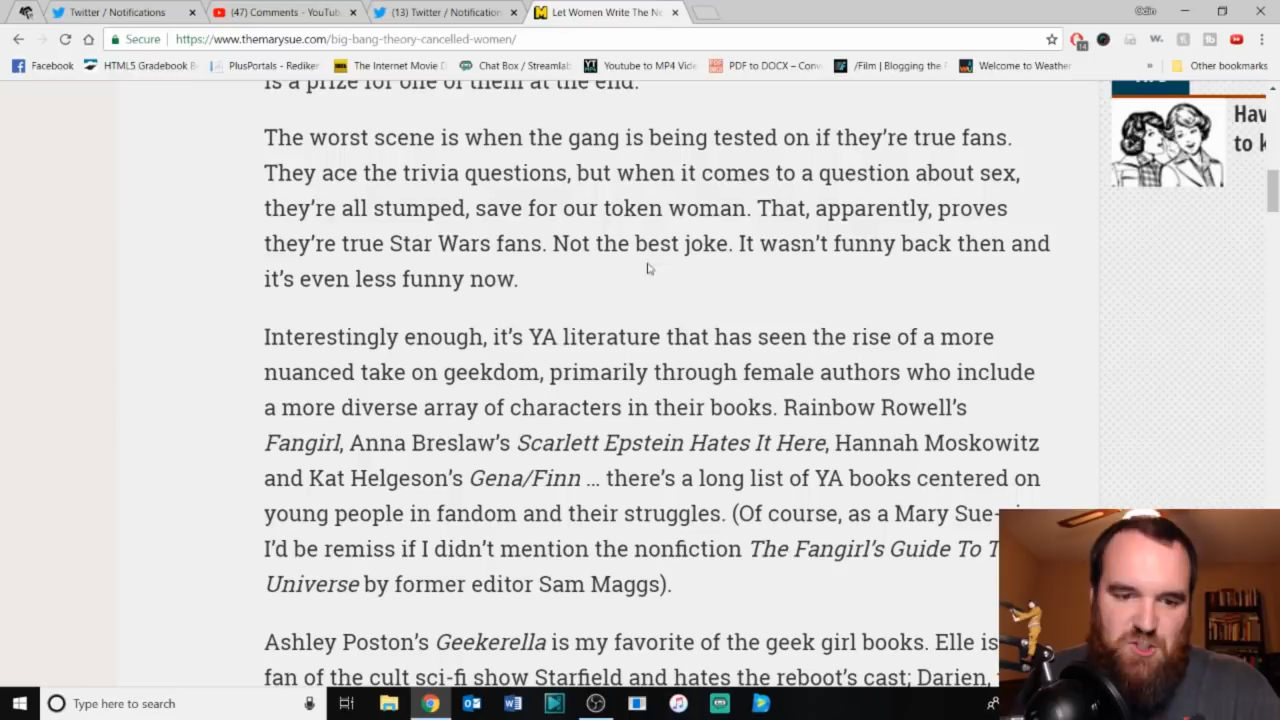 Twitter / Notifications
(47) Comments - YouTub
(13) Twitter / Notification
Let Women Write The Ne
Secure
https://www.themarysue.com/big-bang-theory-cancelled-women/
14
Facebook
HTML5 Gradebook
PlusPortals - Rediker
The Internet Movie D
Chat Box / Streamlab
Youtube to MP4 Vide
PDF to DOCX – Conv
/Film | Blogging the
Welcome to Weather
»
Other bookmarks
is a prize for one of them at the end.
The worst scene is when the gang is being tested on if they’re true fans.
They ace the trivia questions, but when it comes to a question about sex,
they’re all stumped, save for our token woman. That, apparently, proves
they’re true Star Wars fans. Not the best joke. It wasn’t funny back then and
it’s even less funny now.
Interestingly enough, it’s YA literature that has seen the rise of a more
nuanced take on geekdom, primarily through female authors who include
a more diverse array of characters in their books. Rainbow Rowell’s
Fangirl, Anna Breslaw’s Scarlett Epstein Hates It Here, Hannah Moskowitz
and Kat Helgeson’s Gena/Finn … there’s a long list of YA books centered on
young people in fandom and their struggles. (Of course, as a Mary Sue-
I’d be remiss if I didn’t mention the nonfiction The Fangirl’s Guide To T
Universe by former editor Sam Maggs).
Ashley Poston’s Geekerella is my favorite of the geek girl books. Elle is
fan of the cult sci-fi show Starfield and hates the reboot’s cast; Darien,
Hav
to k
Type here to search